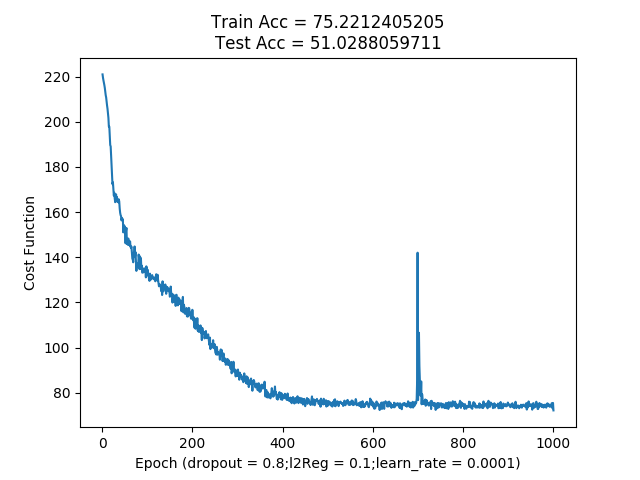 Train Acc = 75.2212405205
Test Acc = 51.0288059711
220
200
180
160
140
120
100
80
Cost Function
0 200 400 600 800 1000
Epoch (dropout = 0.8;l2Reg = 0.1;learn_rate = 0.0001)